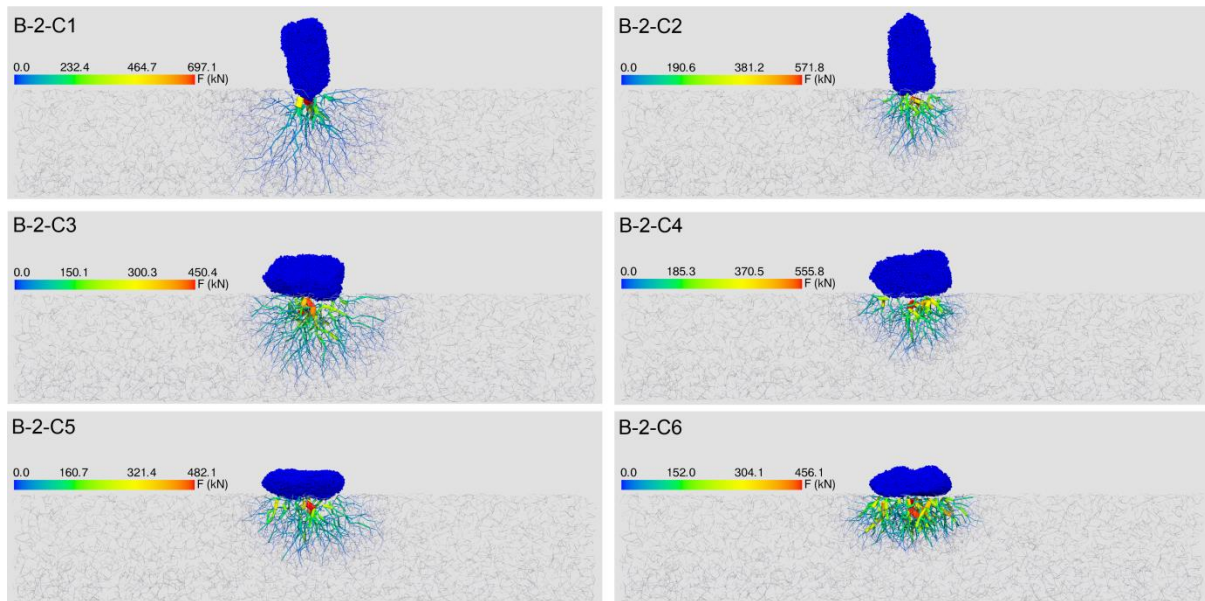 B-2-C1
0.0 232.4 464.7 697.1
F (kN)
B-2-C2
0.0 190.6 381.2 571.8
F (kN)
B-2-C3
0.0 150.1 300.3 450.4
F (kN)
B-2-C4
0.0 185.3 370.5 555.8
F (kN)
B-2-C5
0.0 160.7 321.4 482.1
F (kN)
B-2-C6
0.0 152.0 304.1 456.1
F (kN)